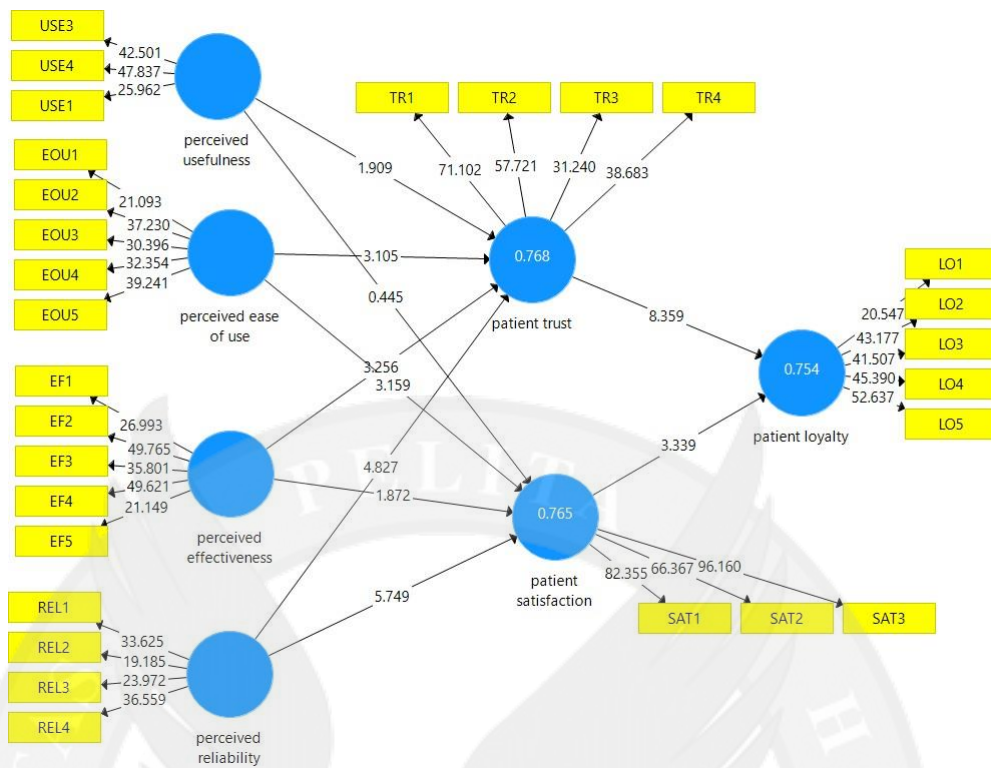 USE3
USE4
USE1
42.501
47.837
25.962
perceived
usefulness
EOU1
EOU2
EOU3
EOU4
EOU5
21.093
37.230
30.396
32.354
39.241
perceived ease
of use
EF1
EF2
EF3
EF4
EF5
26.993
49.765
35.801
49.621
21.149
perceived
effectiveness
REL1
REL2
REL3
REL4
33.625
19.185
23.972
36.559
perceived
reliability
1.909
3.105
0.445
3.256
3.159
4.827
1.872
5.749
TR1
TR2
TR3
TR4
71.102
57.721
31.240
38.683
0.768
patient trust
8.359
3.339
0.765
patient
satisfaction
82.355
66.367
96.160
SAT1
SAT2
SAT3
0.754
patient loyalty
20.547
43.177
41.507
45.390
52.637
LO1
LO2
LO3
LO4
LO5
PELITA
H